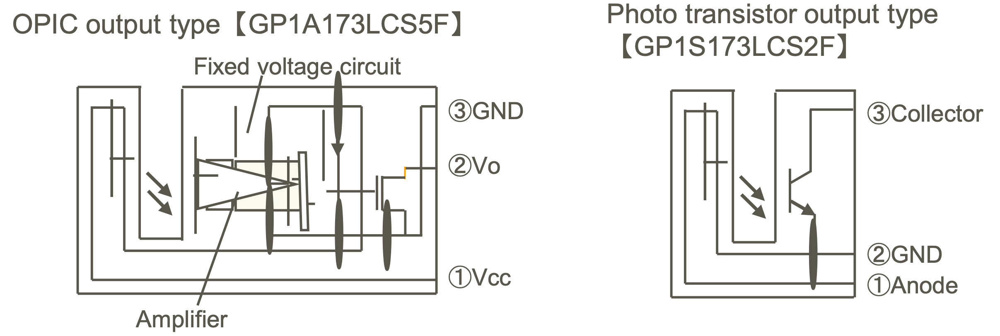 OPIC output type【GP1A173LCS5F】
Fixed voltage circuit
③GND
②Vo
①Vcc
Amplifier
Photo transistor output type
【GP1S173LCS2F】
③Collector
②GND
①Anode